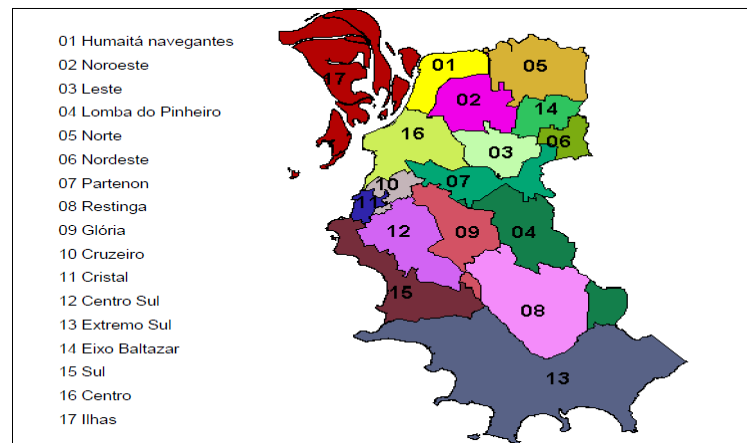 01 Humaitá navegantes
02 Noroeste
03 Leste
04 Lomba do Pinheiro
05 Norte
06 Nordeste
07 Partenon
08 Restinga
09 Glória
10 Cruzeiro
11 Cristal
12 Centro Sul
13 Extremo Sul
14 Eixo Baltazar
15 Sul
16 Centro
17 Ilhas
01
05
17
02
14
16
06
03
07
10
11
12
09
04
15
08
13